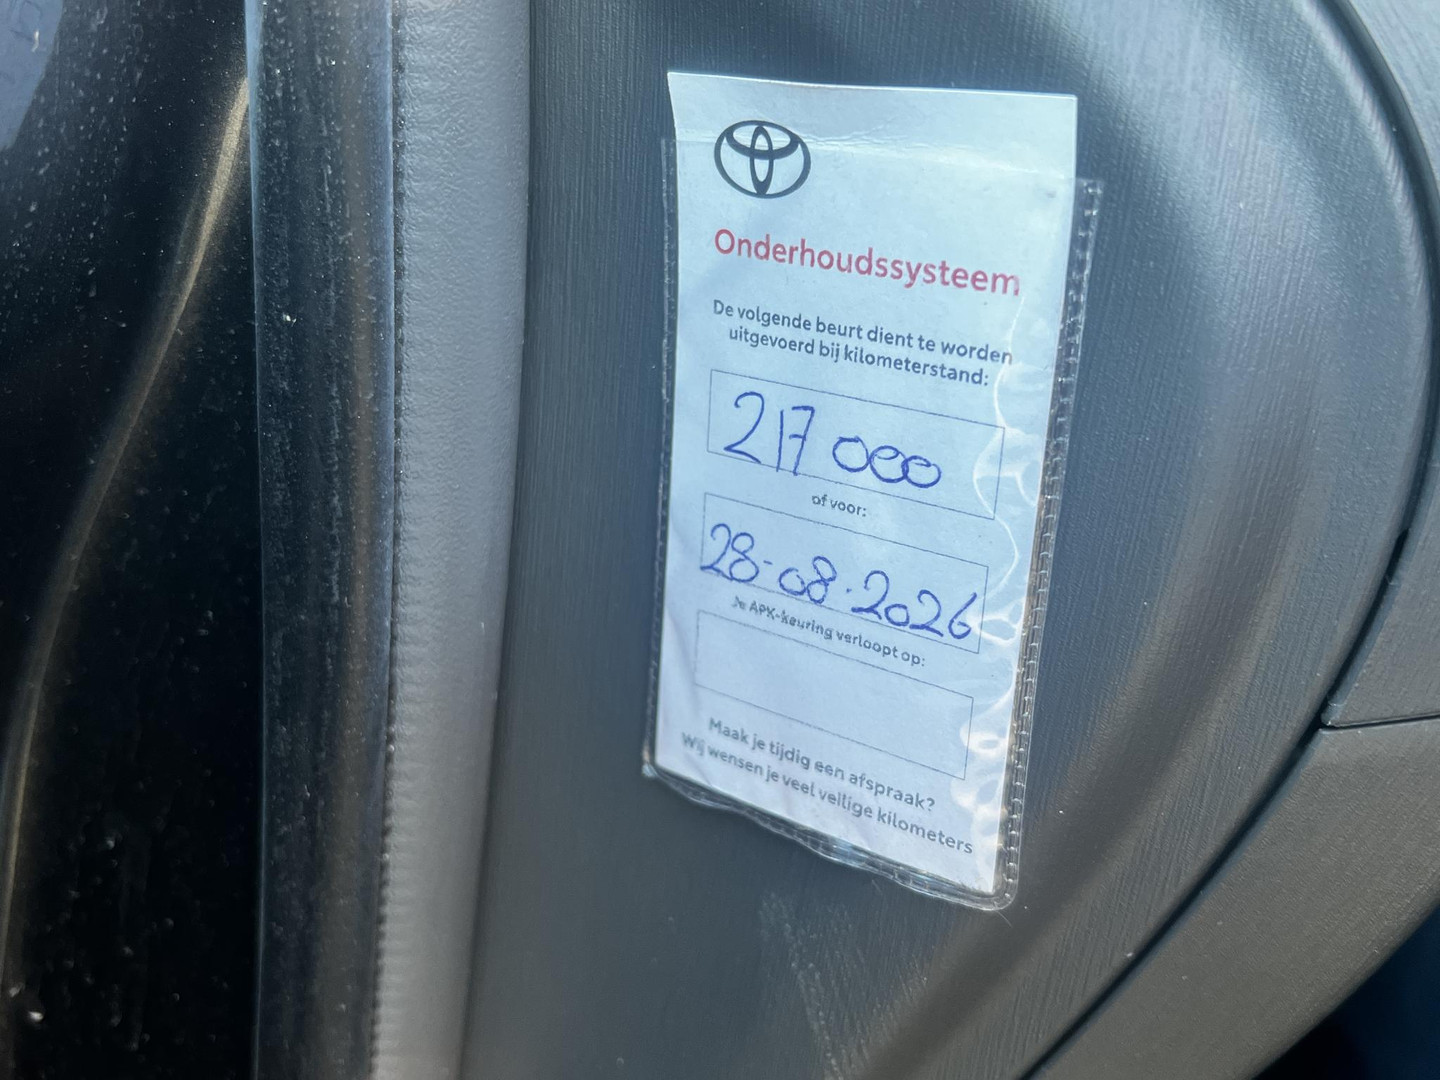 Onderhoudssysteem
De volgende beurt dient te worden
uitgevoerd bij kilometerstand:
217 000
of voor:
28-08-2026
Je APK-keuring verloopt op:
Maak je tijdig een afspraak?
Wij wensen je veel veilige kilometers